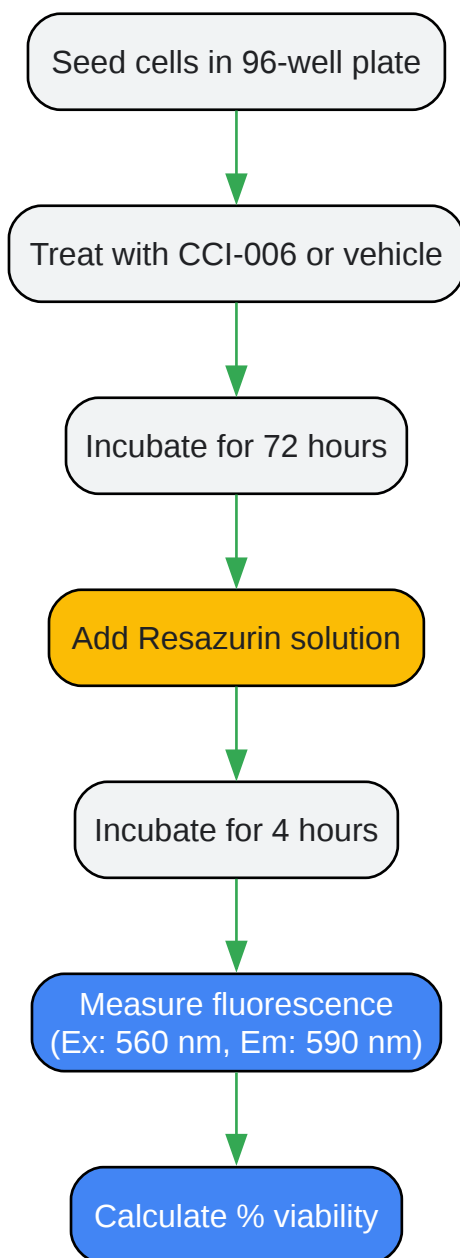 Seed cells in 96-well plate
Treat with CCI-006 or vehicle
Incubate for 72 hours
Add Resazurin solution
Incubate for 4 hours
Measure fluorescence
(Ex: 560 nm, Em: 590 nm)
Calculate % viability